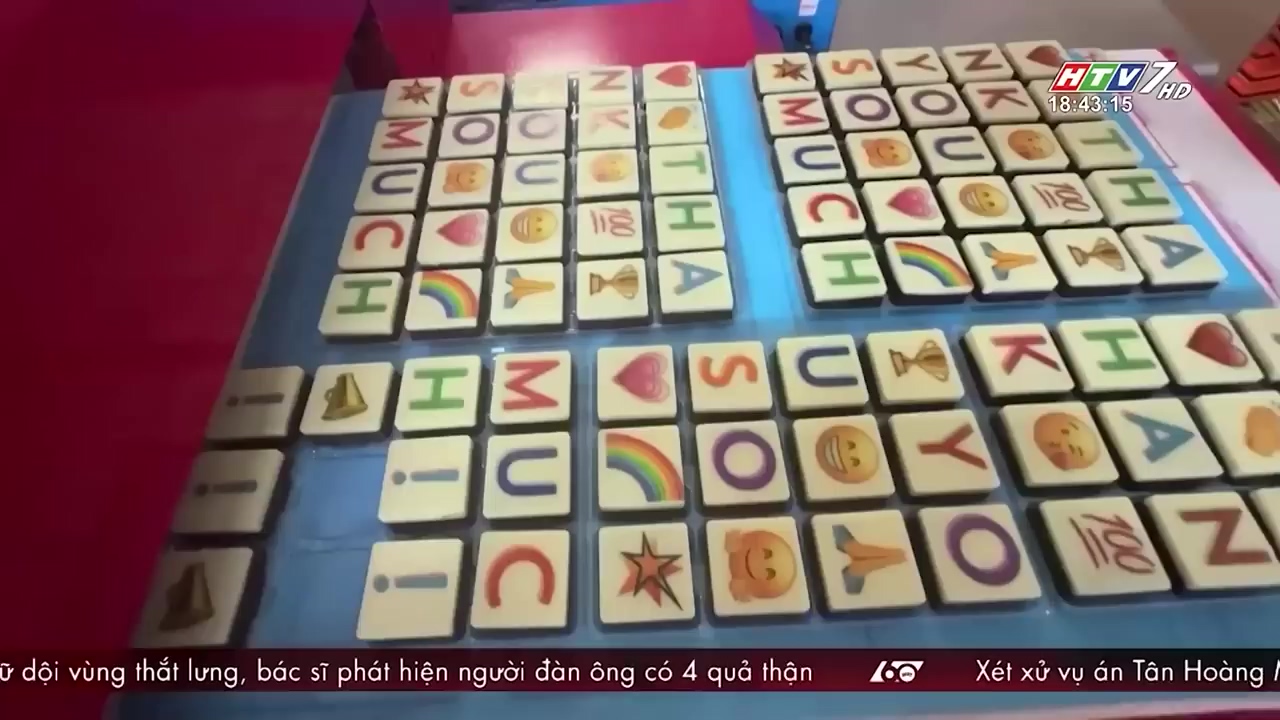 HTV7 HD
18:43:15
S N
M O O K
U U T
C 100 H
H A
S Y N
M O O K
U U T
C 100 H
H A
! H M S U K H
! ! U O Y A
! C O 100 N
ữ dội vùng thắt lưng, bác sĩ phát hiện người đàn ông có 4 quả thận 60 giây Xét xử vụ án Tân Hoàng M